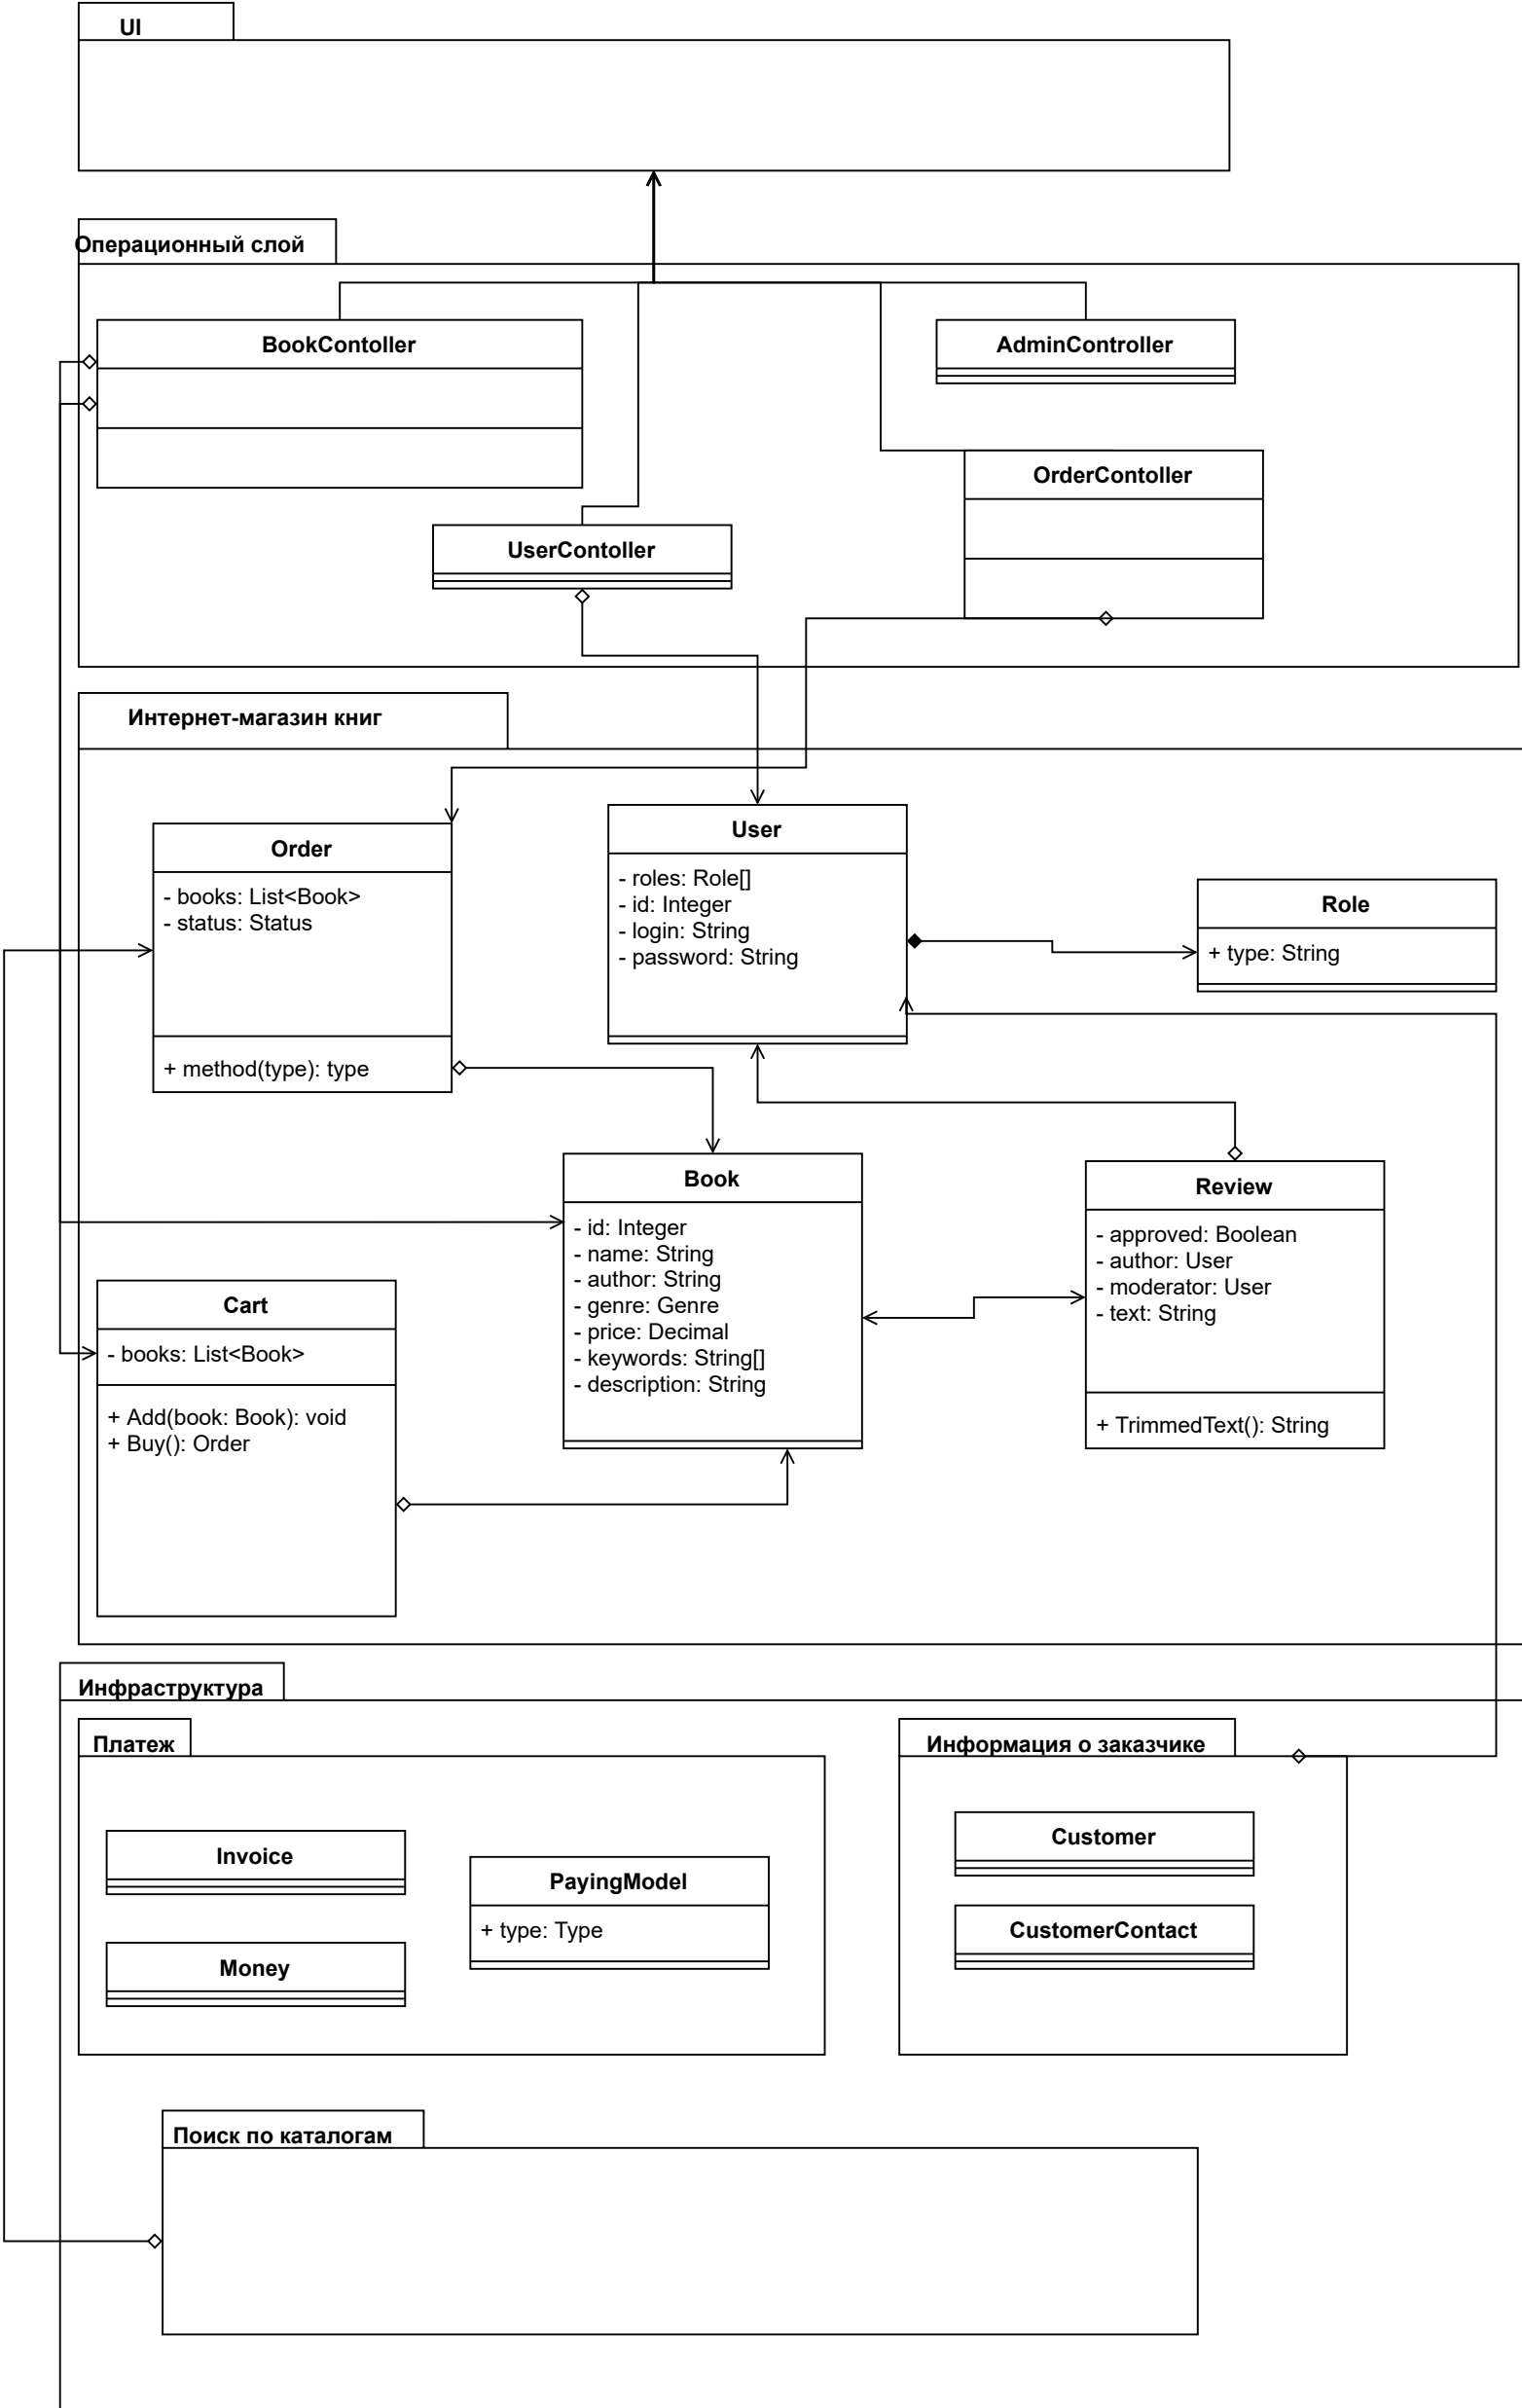 UI
Операционный слой
BookContoller
AdminController
OrderContoller
UserContoller
Интернет-магазин книг
Order
- books: List<Book>
- status: Status
+ method(type): type
User
- roles: Role[]
- id: Integer
- login: String
- password: String
Role
+ type: String
Book
- id: Integer
- name: String
- author: String
- genre: Genre
- price: Decimal
- keywords: String[]
- description: String
Review
- approved: Boolean
- author: User
- moderator: User
- text: String
+ TrimmedText(): String
Cart
- books: List<Book>
+ Add(book: Book): void
+ Buy(): Order
Инфраструктура
Платеж
Invoice
Money
PayingModel
+ type: Type
Информация о заказчике
Customer
CustomerContact
Поиск по каталогам